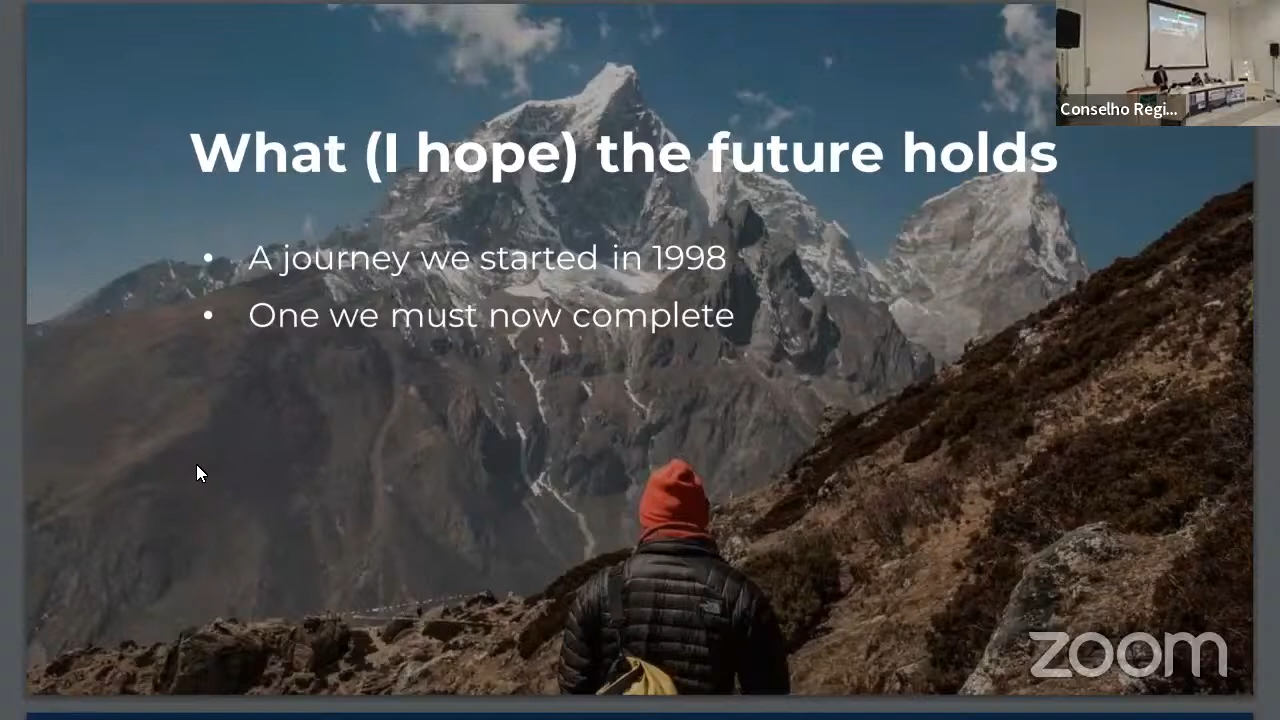 What (I hope) the future holds
• A journey we started in 1998
• One we must now complete
Conselho Regi...
zoom